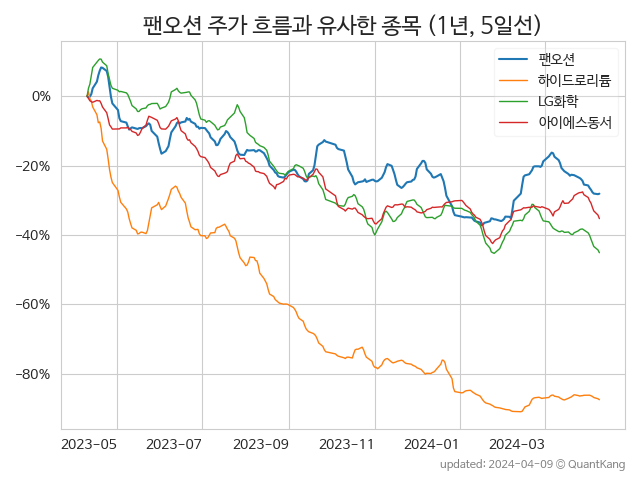 팬오션 주가 흐름과 유사한 종목 (1년, 5일선)
팬오션
하이드로리튬
LG화학
아이에스동서
0%
−20%
−40%
−60%
−80%
2023-05 2023-07 2023-09 2023-11 2024-01 2024-03
updated: 2024-04-09 © QuantKang